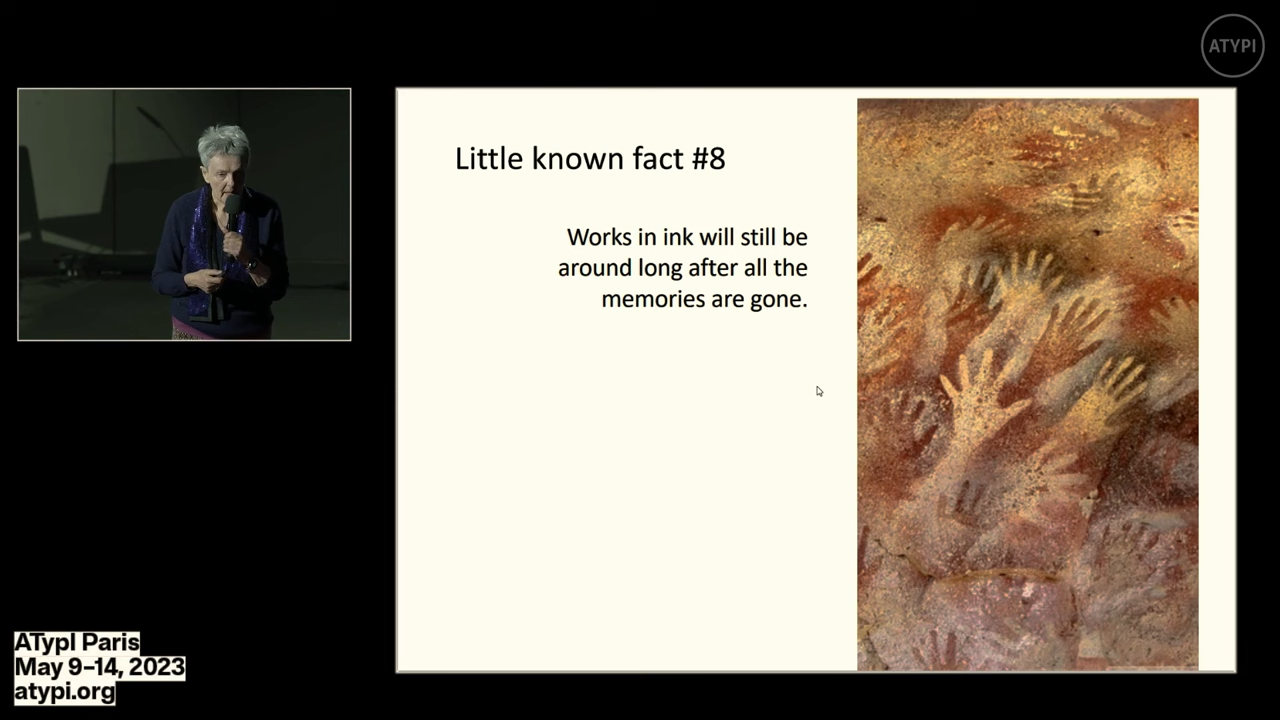 ATYPI
Little known fact #8
Works in ink will still be
around long after all the
memories are gone.
ATypI Paris
May 9–14, 2023
atypi.org